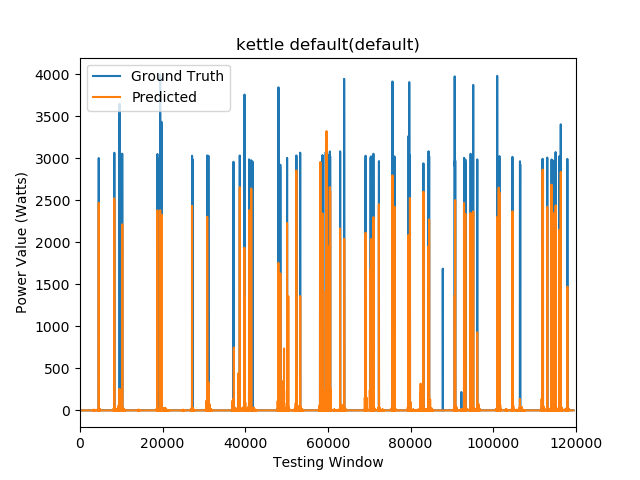 kettle default(default)
Ground Truth
Predicted
4000
3500
3000
2500
2000
1500
1000
500
0
Power Value (Watts)
0 20000 40000 60000 80000 100000 120000
Testing Window